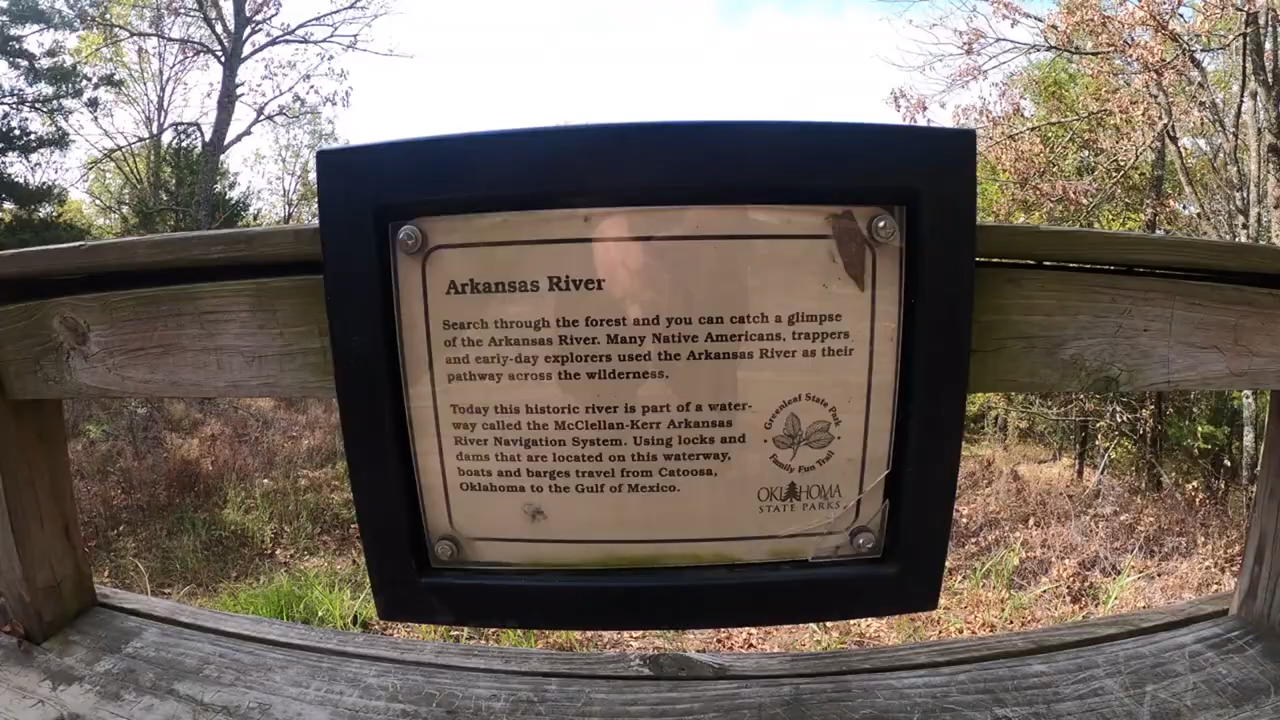 Arkansas River
Search through the forest and you can catch a glimpse
of the Arkansas River. Many Native Americans, trappers
and early-day explorers used the Arkansas River as their
pathway across the wilderness.
Today this historic river is part of a water-
way called the McClellan-Kerr Arkansas
River Navigation System. Using locks and
dams that are located on this waterway,
boats and barges travel from Catoosa,
Oklahoma to the Gulf of Mexico.
Greenleaf State Park
Family Fun Trail
OKLAHOMA
STATE PARKS